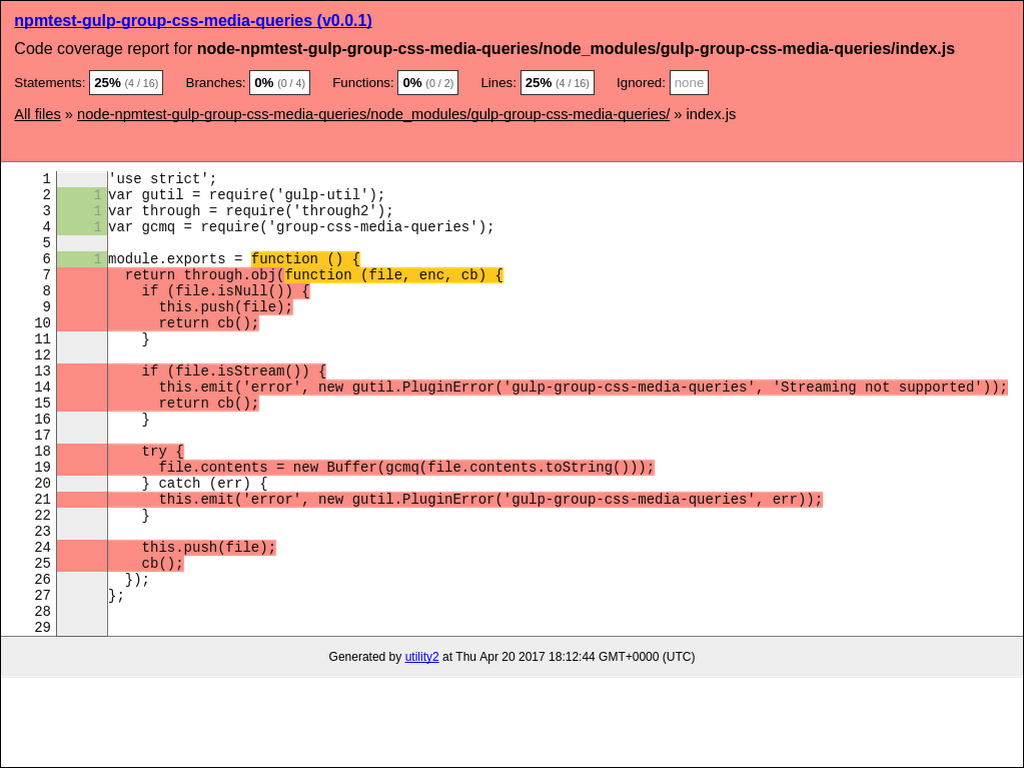 npmtest-gulp-group-css-media-queries (v0.0.1)
Code coverage report for node-npmtest-gulp-group-css-media-queries/node_modules/gulp-group-css-media-queries/index.js
Statements: 25% (4 / 16) Branches: 0% (0 / 4) Functions: 0% (0 / 2) Lines: 25% (4 / 16) Ignored: none
All files » node-npmtest-gulp-group-css-media-queries/node_modules/gulp-group-css-media-queries/ » index.js
1 'use strict';
2 1 var gutil = require('gulp-util');
3 1 var through = require('through2');
4 1 var gcmq = require('group-css-media-queries');
5
6 1 module.exports = function () {
7 return through.obj(function (file, enc, cb) {
8 if (file.isNull()) {
9 this.push(file);
10 return cb();
11 }
12
13 if (file.isStream()) {
14 this.emit('error', new gutil.PluginError('gulp-group-css-media-queries', 'Streaming not supported'));
15 return cb();
16 }
17
18 try {
19 file.contents = new Buffer(gcmq(file.contents.toString()));
20 } catch (err) {
21 this.emit('error', new gutil.PluginError('gulp-group-css-media-queries', err));
22 }
23
24 this.push(file);
25 cb();
26 });
27 };
28
29
Generated by utility2 at Thu Apr 20 2017 18:12:44 GMT+0000 (UTC)